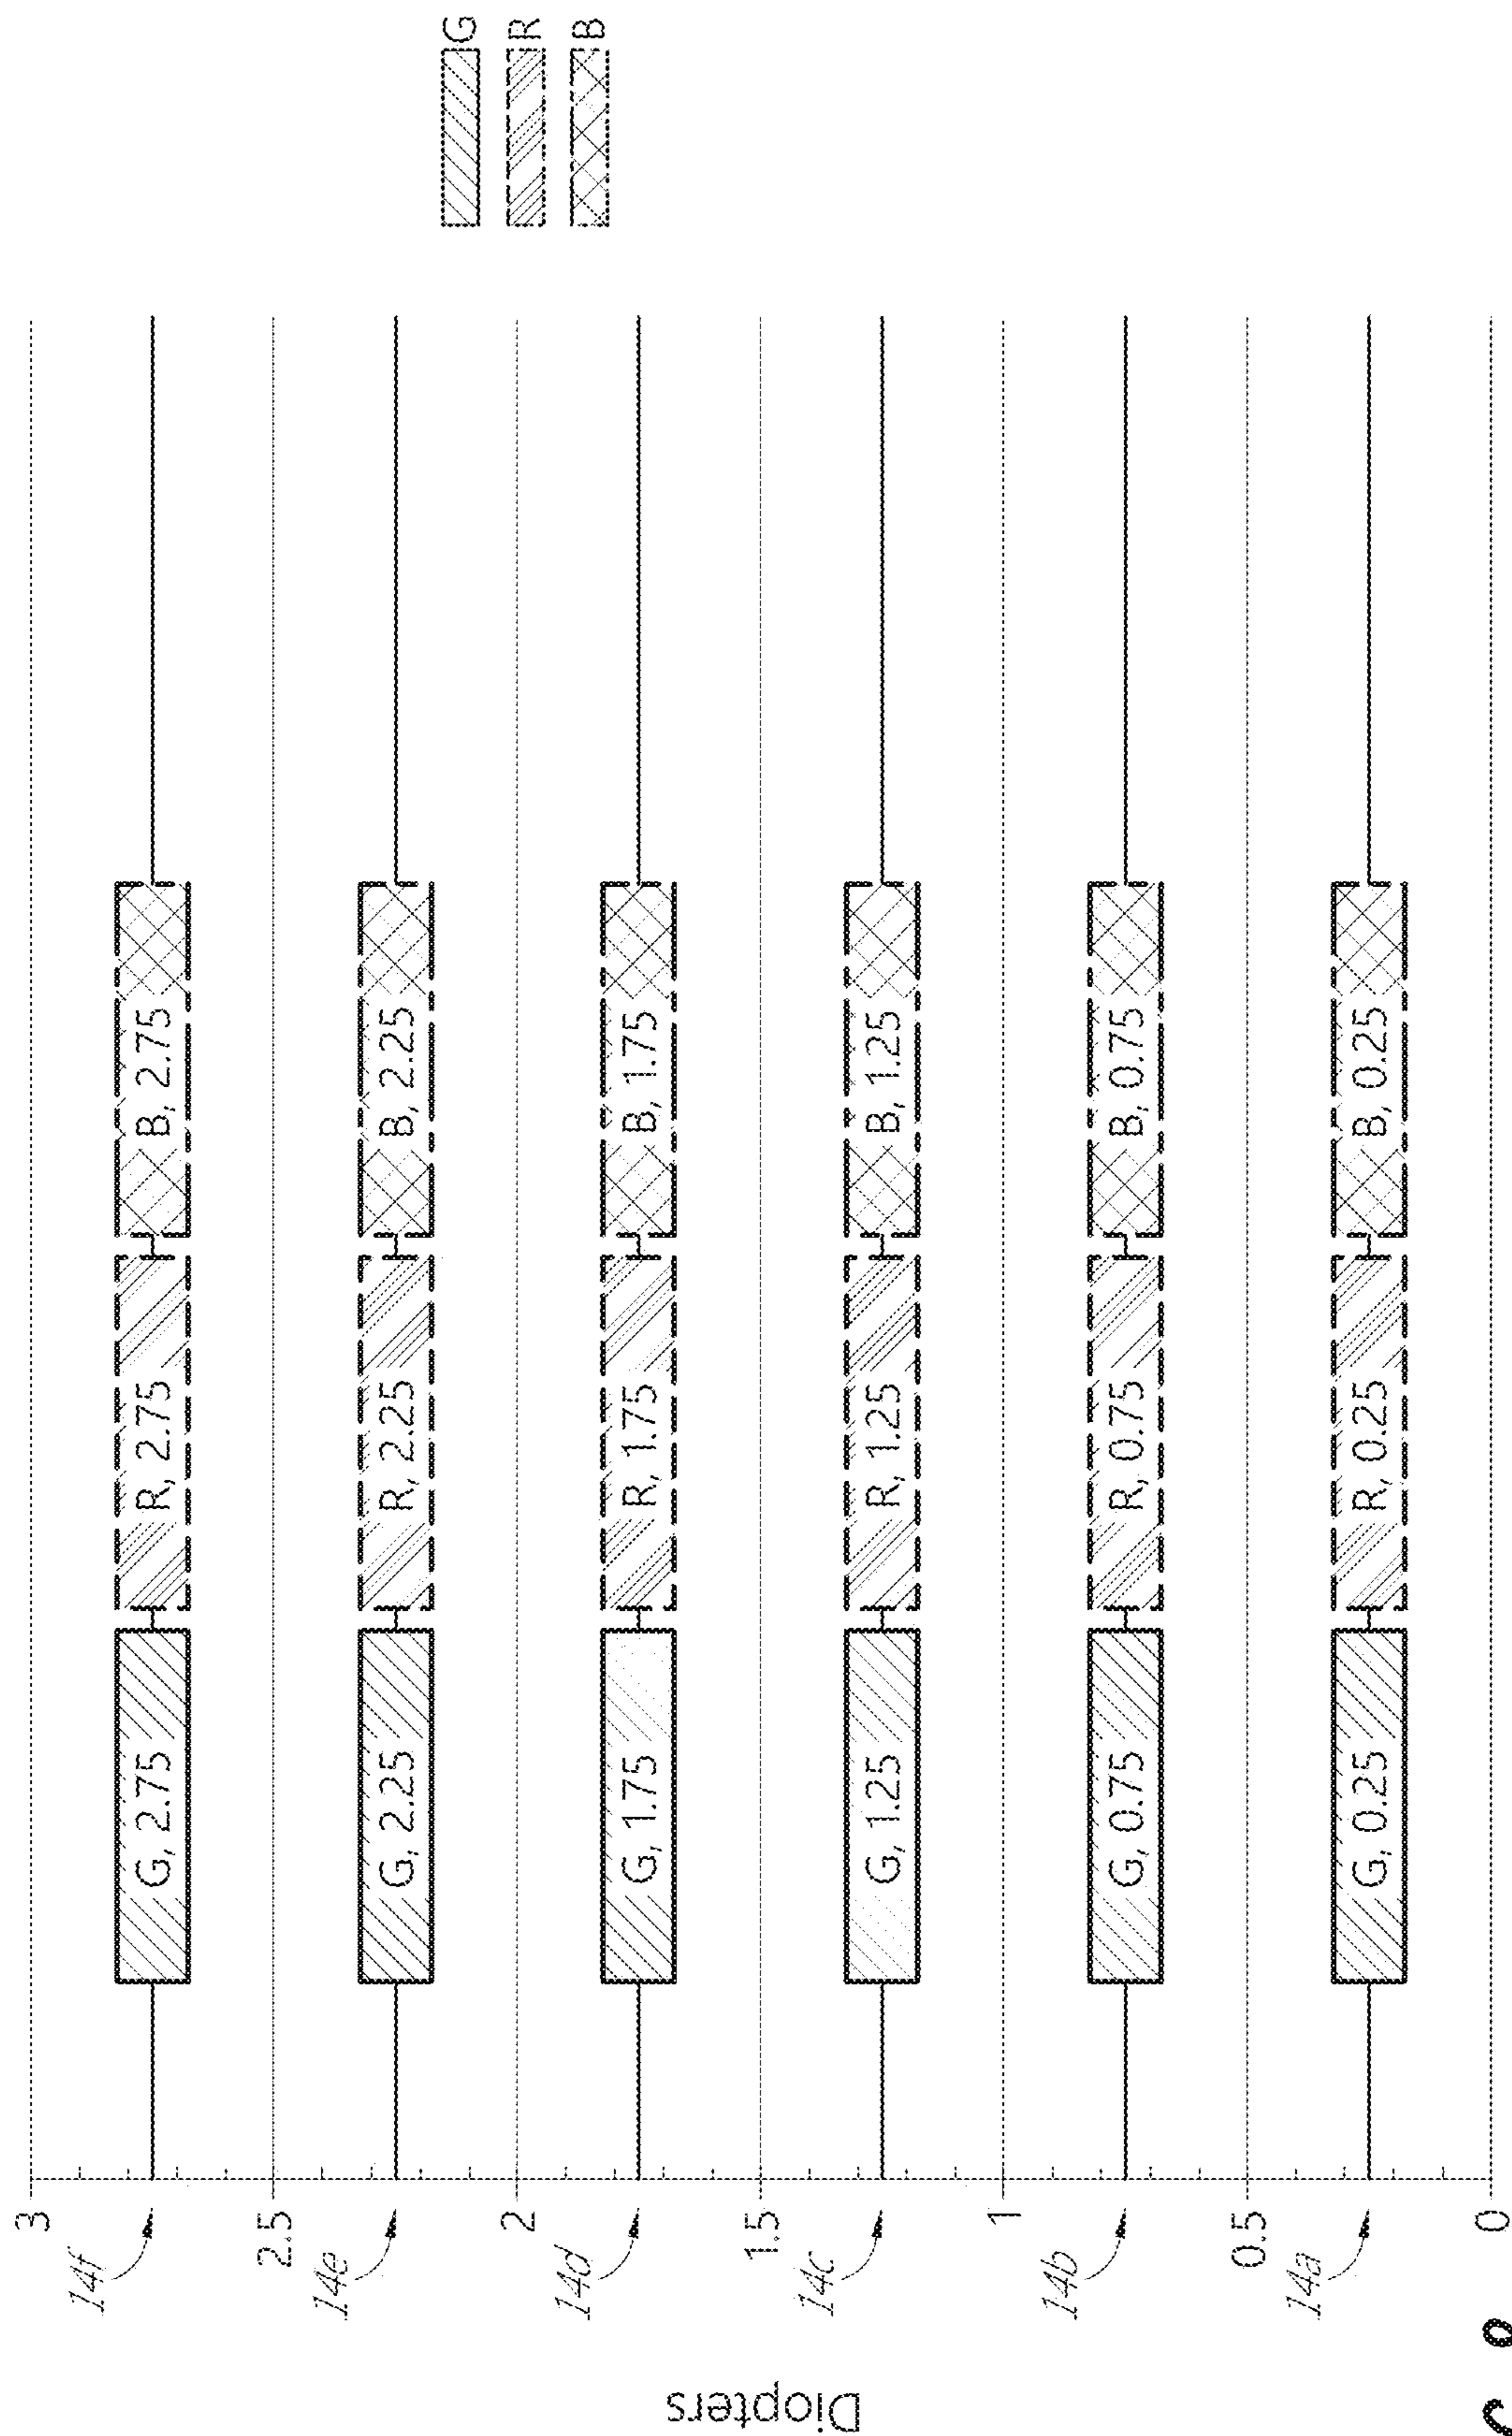 Diopters
3
14f
G, 2.75 R, 2.75 B, 2.75
2.5
14e
G, 2.25 R, 2.25 B, 2.25
2
14d
G, 1.75 R, 1.75 B, 1.75
1.5
14c
G, 1.25 R, 1.25 B, 1.25
1
14b
G, 0.75 R, 0.75 B, 0.75
0.5
14a
G, 0.25 R, 0.25 B, 0.25
0
G
R
B